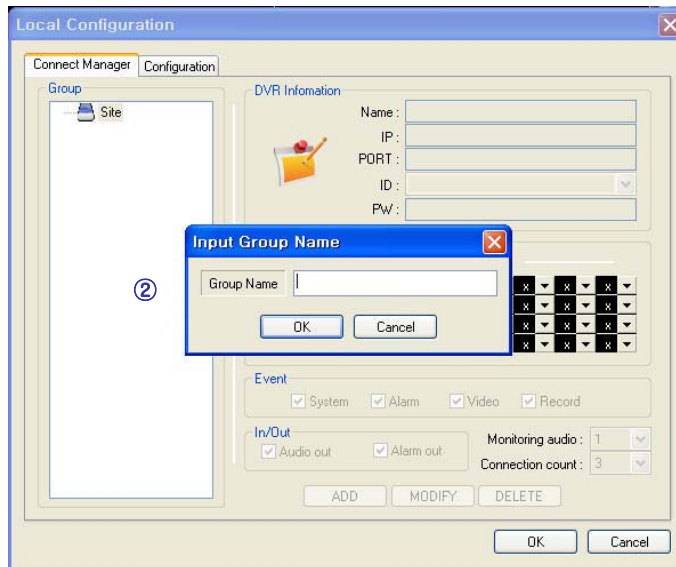 Local Configuration
Connect Manager
Configuration
Group
Site
DVR Infomation
Name :
IP :
PORT :
ID :
PW :
Input Group Name
②
Group Name
OK
Cancel
x x x
x x x
x x x
x x x
Event
System
Alarm
Video
Record
In/Out
Audio out
Alarm out
Monitoring audio : 1
Connection count : 3
ADD
MODIFY
DELETE
OK
Cancel